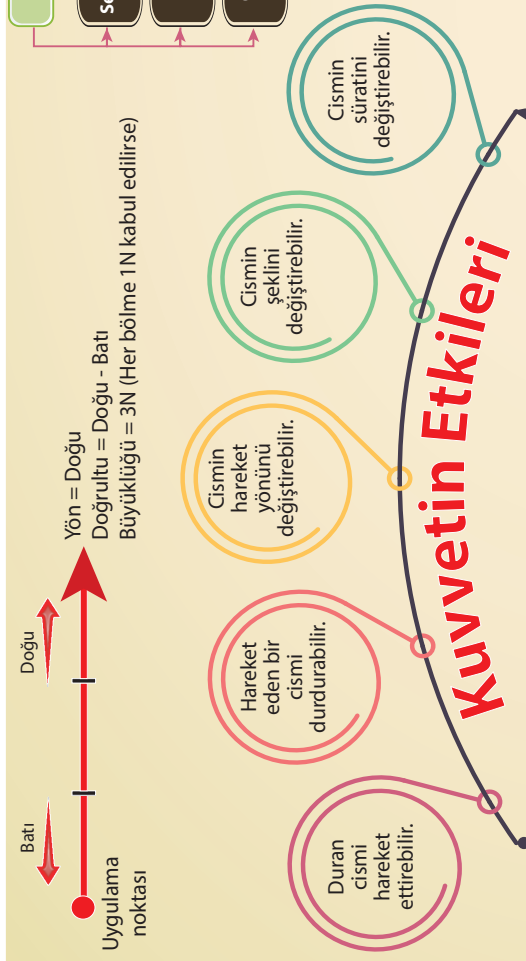 Batı
Doğu
Uygulama
noktası
Yön = Doğu
Doğrultu = Doğu - Batı
Büyüklüğü = 3N (Her bölme 1N kabul edilirse)
Duran
cismi
hareket
ettirebilir.
Hareket
eden bir
cismi
durdurabilir.
Cismin
hareket
yönünü
değiştirebilir.
Cismin
şeklini
değiştirebilir.
Cismin
süratini
değiştirebilir.
Kuvvetin Etkileri